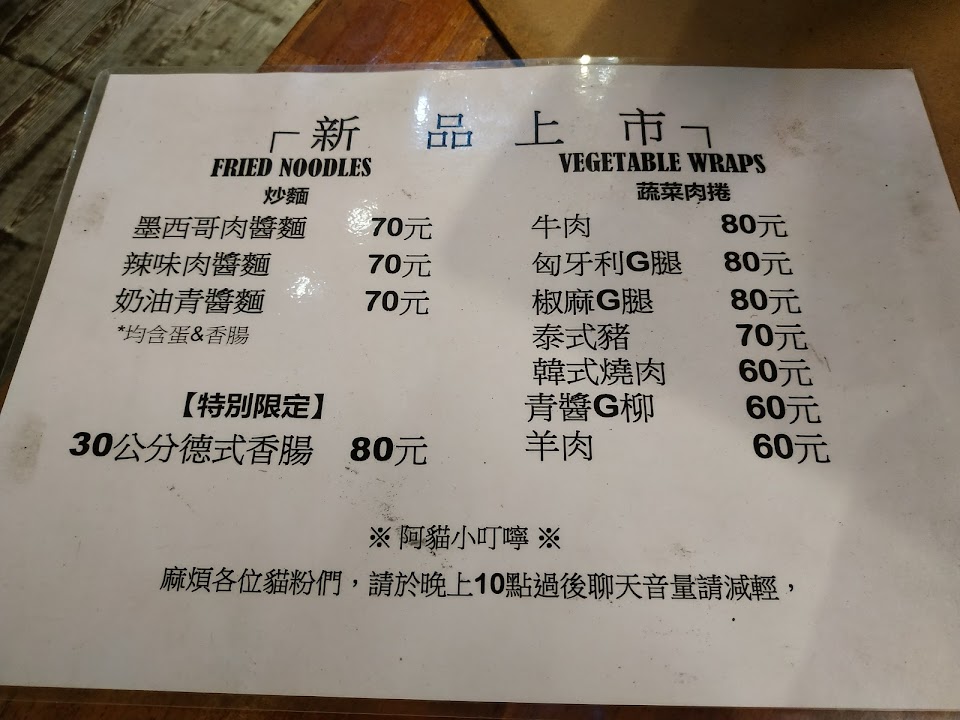 「新 品 上 市」
FRIED NOODLES
炒麵
墨西哥肉醬麵 70元
辣味肉醬麵 70元
奶油青醬麵 70元
*均含蛋&香腸
【特別限定】
30公分德式香腸 80元
VEGETABLE WRAPS
蔬菜肉捲
牛肉 80元
匈牙利G腿 80元
椒麻G腿 80元
泰式豬 70元
韓式燒肉 60元
青醬G柳 60元
羊肉 60元
※ 阿貓小叮嚀 ※
麻煩各位貓粉們，請於晚上10點過後聊天音量請減輕，